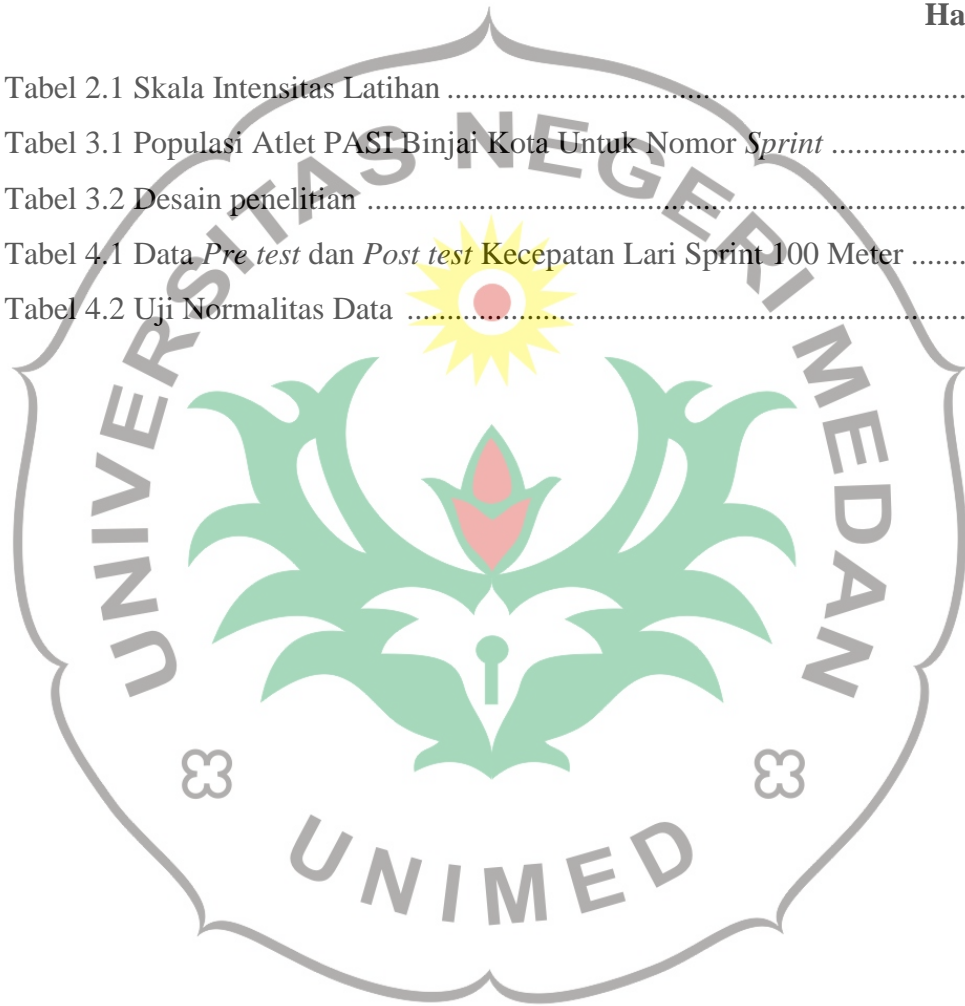 Ha
Tabel 2.1 Skala Intensitas Latihan .......................................................
Tabel 3.1 Populasi Atlet PASI Binjai Kota Untuk Nomor Sprint ..............
Tabel 3.2 Desain penelitian ................................................................
Tabel 4.1 Data Pre test dan Post test Kecepatan Lari Sprint 100 Meter ......
Tabel 4.2 Uji Normalitas Data ...........................................................
UNIVERSITAS NEGERI MEDAN
UNIMED